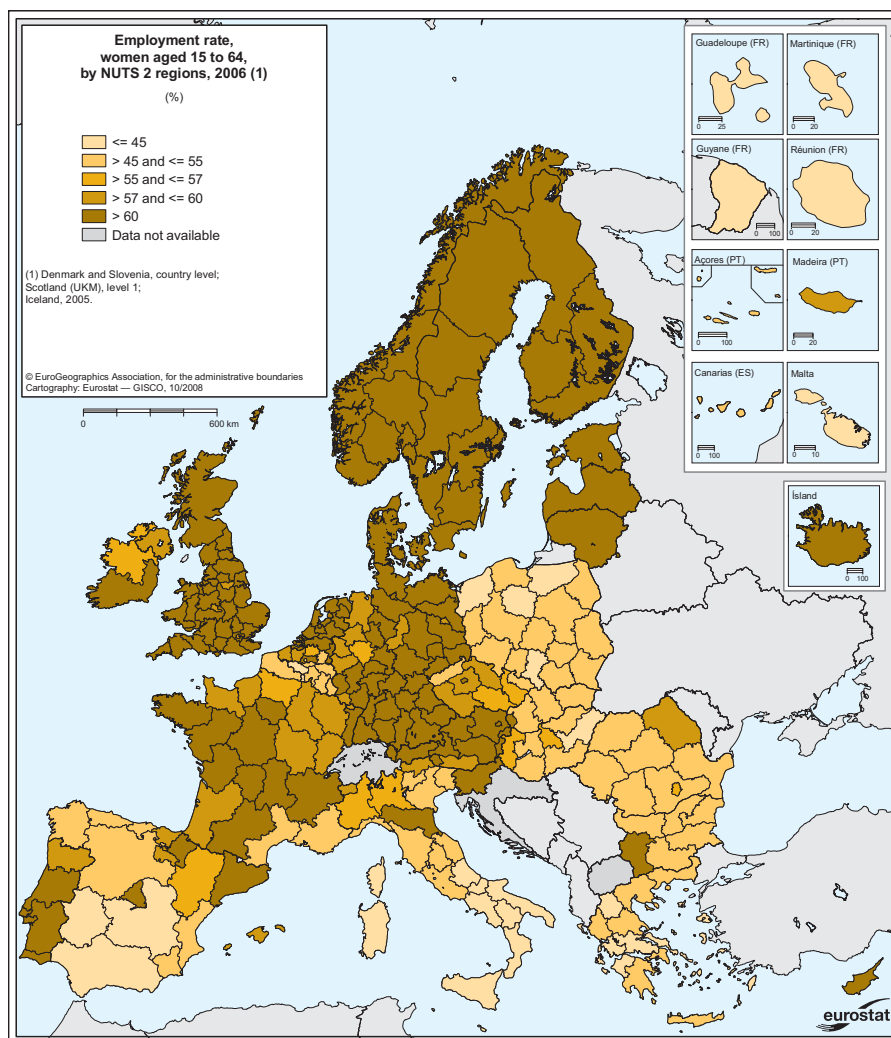 Employment rate,
women aged 15 to 64,
by NUTS 2 regions, 2006 (1)
(%)
<= 45
> 45 and <= 55
> 55 and <= 57
> 57 and <= 60
> 60
Data not available
(1) Denmark and Slovenia, country level;
Scotland (UKM), level 1;
Iceland, 2005.
© EuroGeographics Association, for the administrative boundaries
Cartography: Eurostat — GISCO, 10/2008
0 600 km
Guadeloupe (FR)
0 25
Martinique (FR)
0 20
Guyane (FR)
0 100
Réunion (FR)
0 20
Açores (PT)
0 100
Madeira (PT)
0 20
Canarias (ES)
0 100
Malta
0 10
Ísland
0 100
eurostat